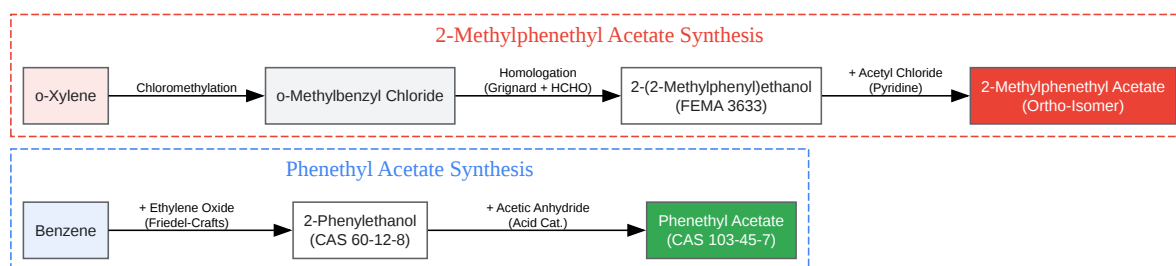 2-Methylphenethyl Acetate Synthesis
o-Xylene
Chloromethylation
o-Methylbenzyl Chloride
Homologation
(Grignard + HCHO)
2-(2-Methylphenyl)ethanol
(FEMA 3633)
+ Acetyl Chloride
(Pyridine)
2-Methylphenethyl Acetate
(Ortho-Isomer)
Phenethyl Acetate Synthesis
Benzene
+ Ethylene Oxide
(Friedel-Crafts)
2-Phenylethanol
(CAS 60-12-8)
+ Acetic Anhydride
(Acid Cat.)
Phenethyl Acetate
(CAS 103-45-7)